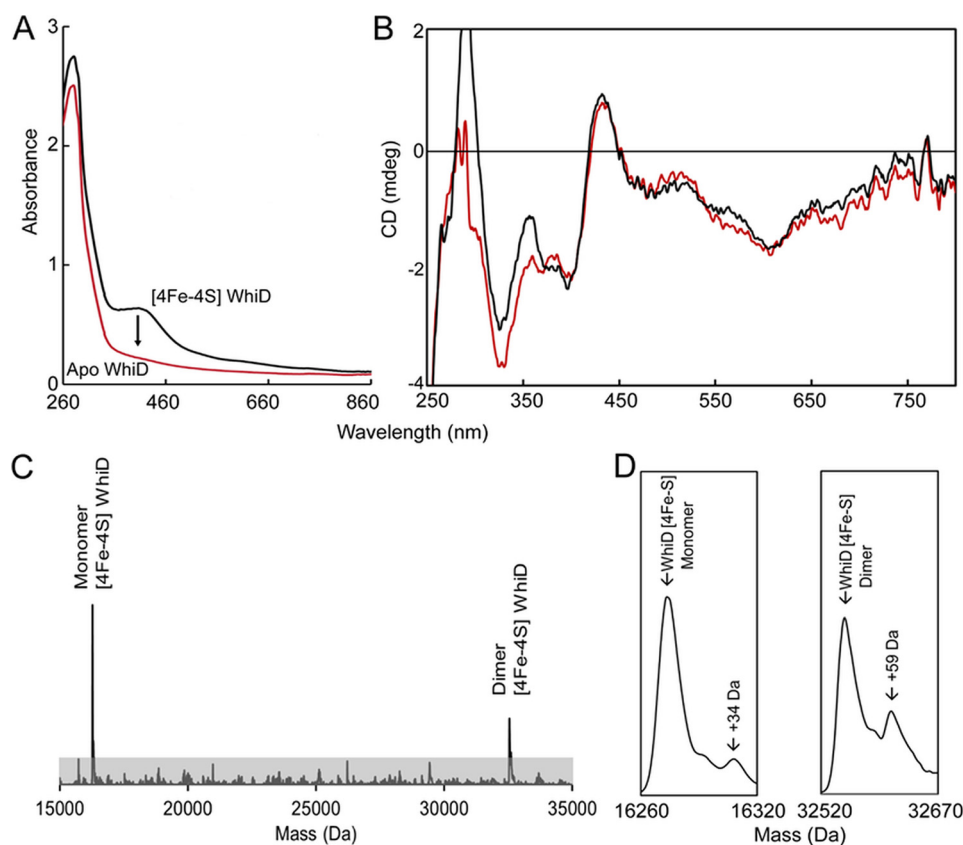 A
3
2
1
0
Absorbance
[4Fe-4S] WhiD
Apo WhiD
260
460
660
860
B
2
0
-2
-4
CD (mdeg)
250
350
450
550
650
750
Wavelength (nm)
C
Monomer
[4Fe-4S] WhiD
Dimer
[4Fe-4S] WhiD
15000
20000
25000
30000
35000
Mass (Da)
D
←WhiD [4Fe-S]
Monomer
← +34 Da
16260
16320
←WhiD [4Fe-S]
Dimer
← +59 Da
32520
32670
Mass (Da)